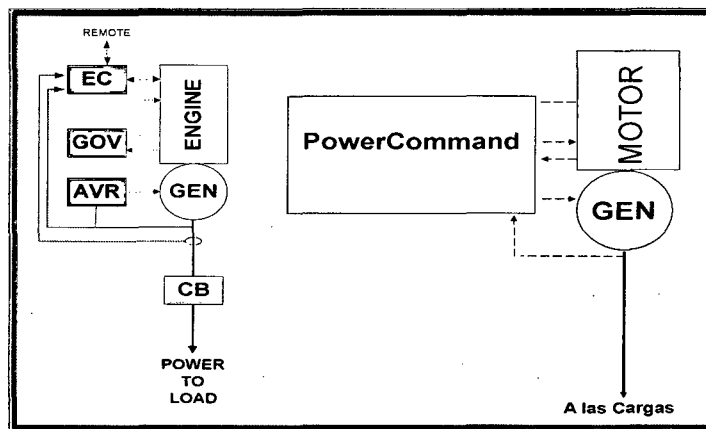 REMOTE
EC
ENGINE
GOV
AVR
GEN
CB
POWER
TO
LOAD
PowerCommand
MOTOR
GEN
A las Cargas